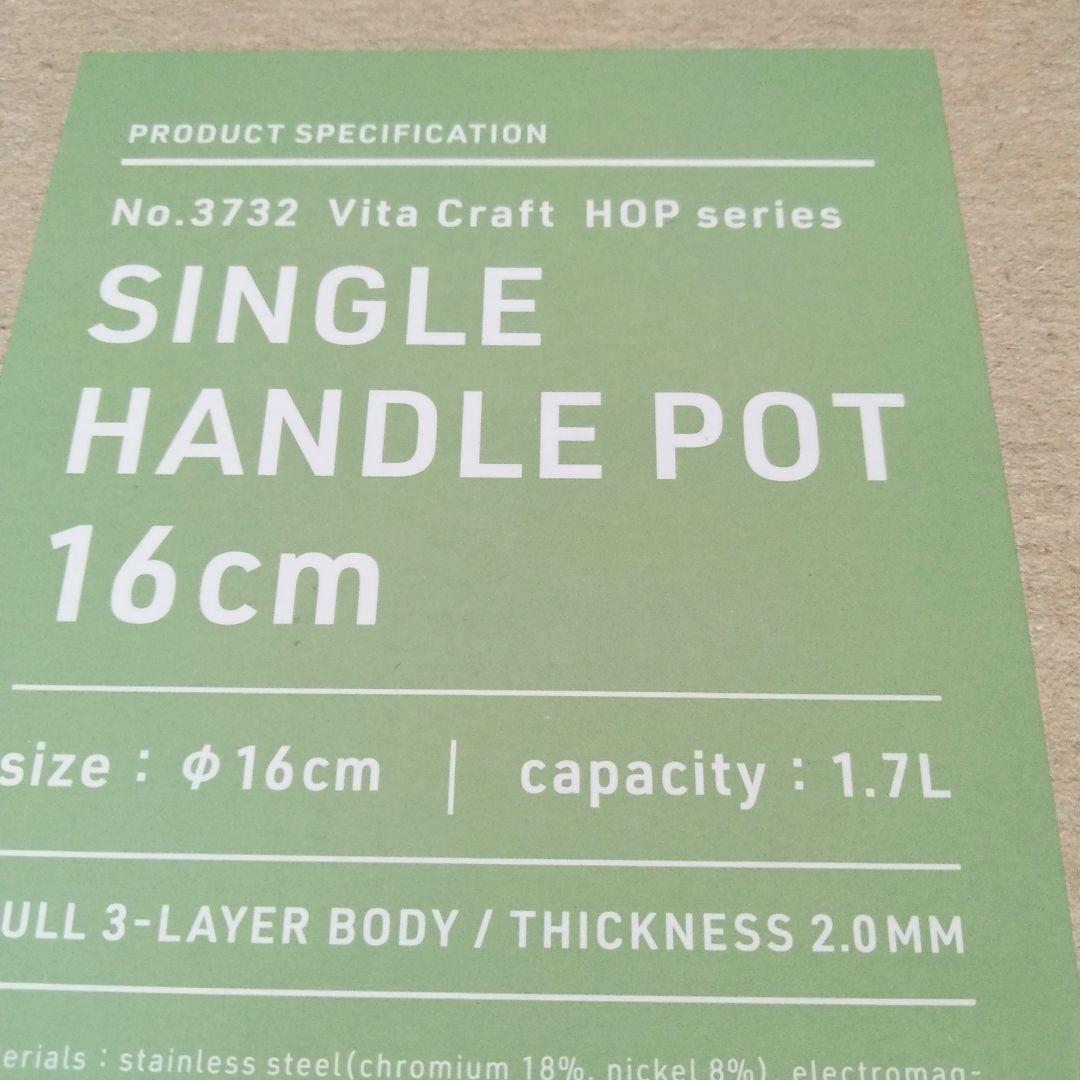 PRODUCT SPECIFICATION
No.3732 Vita Craft HOP series
SINGLE
HANDLE POT
16cm
size : φ16cm | capacity : 1.7L
ULL 3-LAYER BODY / THICKNESS 2.0MM
erials : stainless steel(chromium 18%, nickel 8%), electromag-